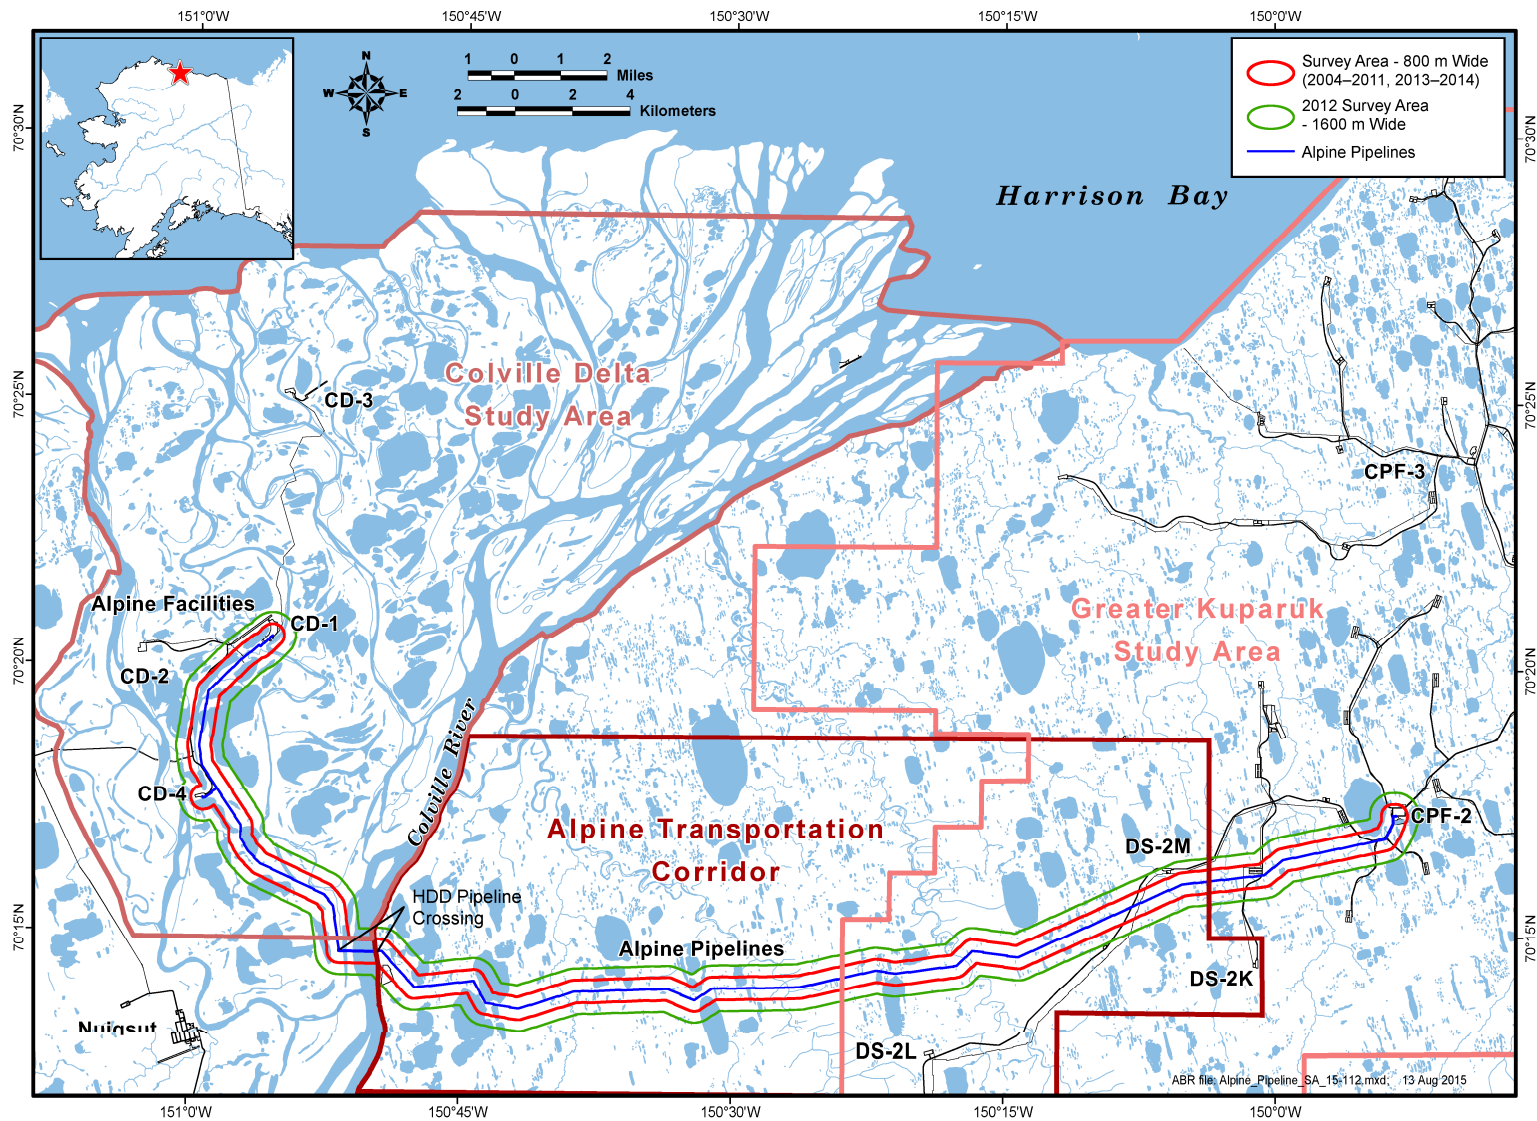 151°0'W
150°45'W
150°30'W
150°15'W
150°0'W
N
W
E
S
1 0 1 2
Miles
2 0 2 4
Kilometers
Survey Area - 800 m Wide
(2004–2011, 2013–2014)
2012 Survey Area
- 1600 m Wide
Alpine Pipelines
70°30'N
70°30'N
Harrison Bay
Colville Delta
Study Area
CD-3
70°25'N
70°25'N
CPF-3
Alpine Facilities
CD-1
CD-2
Greater Kuparuk
Study Area
70°20'N
70°20'N
Colville River
CD-4
Alpine Transportation
Corridor
CPF-2
DS-2M
HDD Pipeline
Crossing
70°15'N
70°15'N
Alpine Pipelines
DS-2K
Nuiqsut
DS-2L
ABR file: Alpine_Pipeline_SA_15-112.mxd; 13 Aug 2015
151°0'W
150°45'W
150°30'W
150°15'W
150°0'W